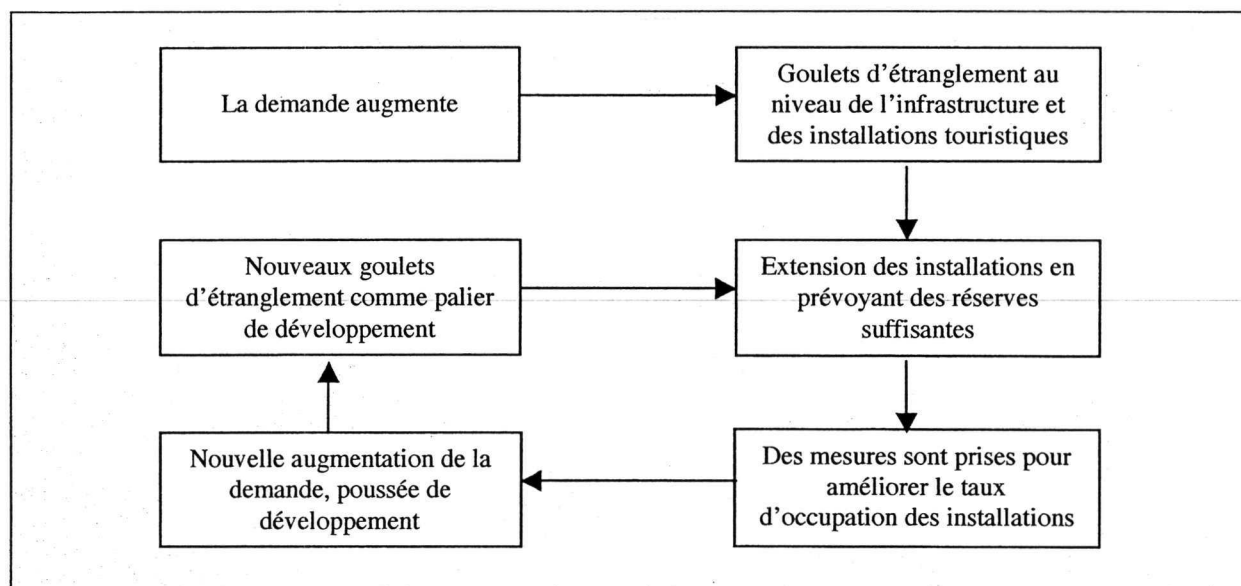 La demande augmente
Goulets d'étranglement au
niveau de l'infrastructure et
des installations touristiques
Nouveaux goulets
d'étranglement comme palier
de développement
Extension des installations en
prévoyant des réserves
suffisantes
Nouvelle augmentation de la
demande, poussée de
développement
Des mesures sont prises pour
améliorer le taux
d'occupation des installations